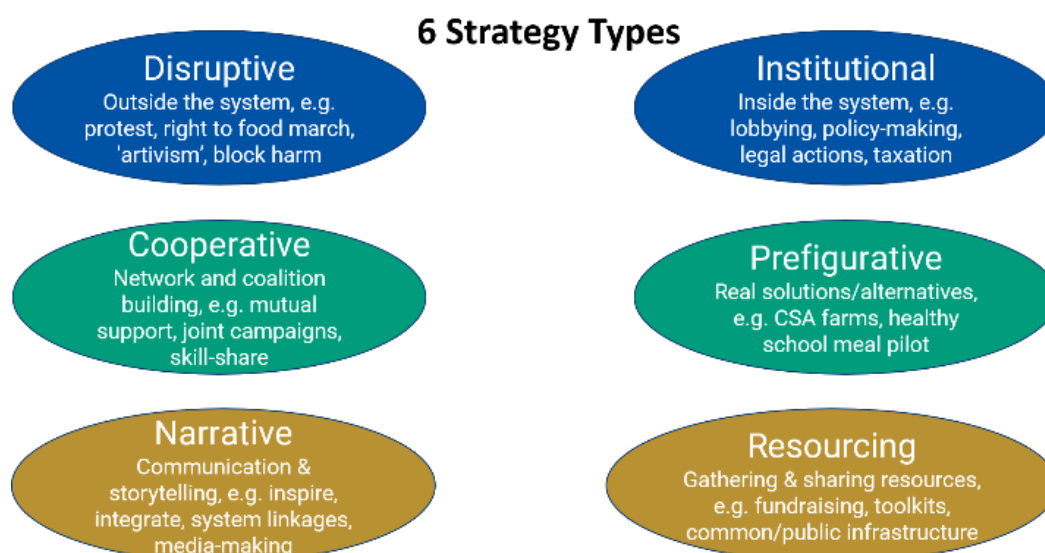 6 Strategy Types
Disruptive
Outside the system, e.g.
protest, right to food march,
'artivism’, block harm
Institutional
Inside the system, e.g.
lobbying, policy-making,
legal actions, taxation
Cooperative
Network and coalition
building, e.g. mutual
support, joint campaigns,
skill-share
Prefigurative
Real solutions/alternatives,
e.g. CSA farms, healthy
school meal pilot
Narrative
Communication &
storytelling, e.g. inspire,
integrate, system linkages,
media-making
Resourcing
Gathering & sharing resources,
e.g. fundraising, toolkits,
common/public infrastructure